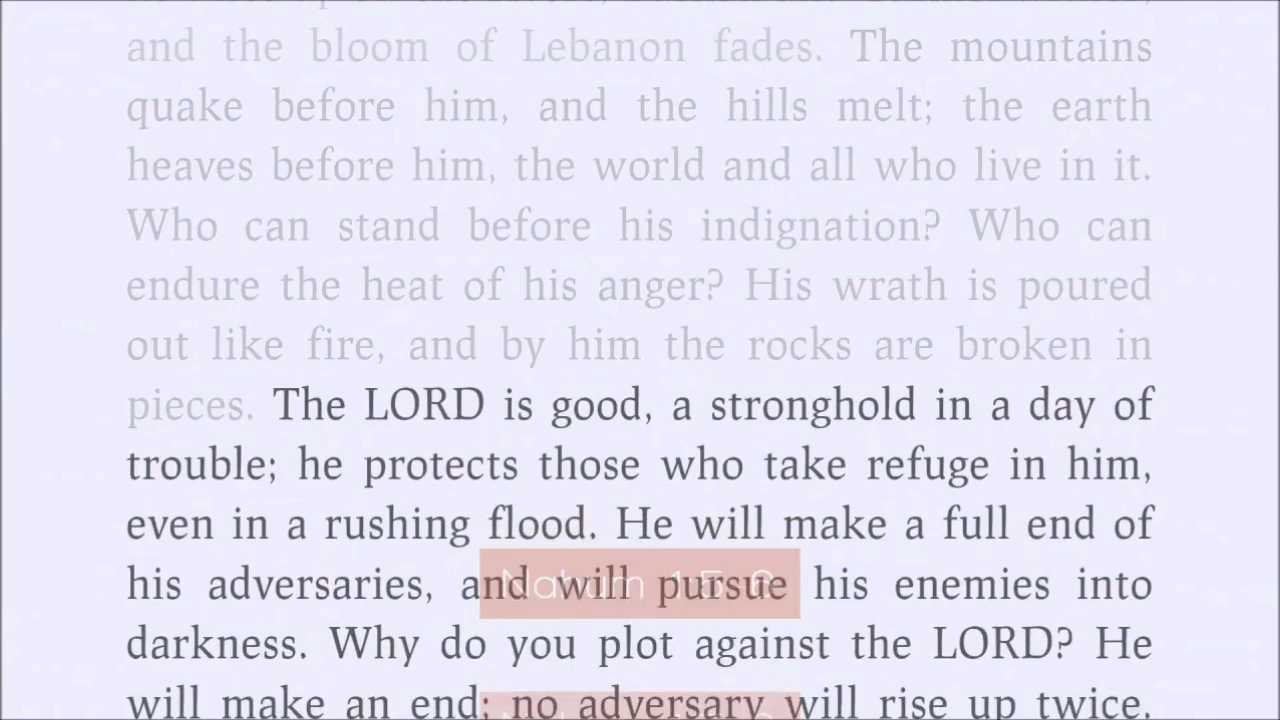 and the bloom of Lebanon fades. The mountains
quake before him, and the hills melt; the earth
heaves before him, the world and all who live in it.
Who can stand before his indignation? Who can
endure the heat of his anger? His wrath is poured
out like fire, and by him the rocks are broken in
pieces. The LORD is good, a stronghold in a day of
trouble; he protects those who take refuge in him,
even in a rushing flood. He will make a full end of
his adversaries, and will pursue his enemies into
Nahum 1:5-6
darkness. Why do you plot against the LORD? He
will make an end; no adversary will rise up twice.